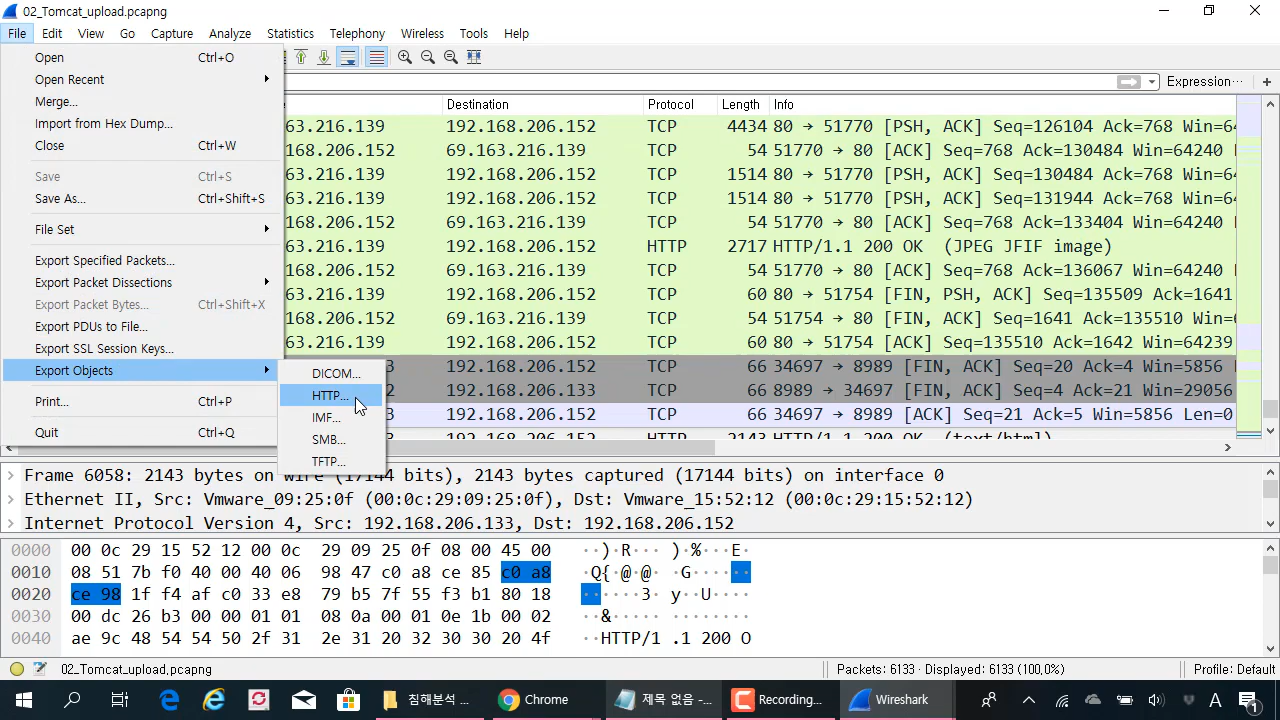 02_Tomcat_upload.pcapng
File Edit View Go Capture Analyze Statistics Telephony Wireless Tools Help
Open Ctrl+O
Open Recent
Merge...
Import from Hex Dump...
Close Ctrl+W
Save Ctrl+S
Save As... Ctrl+Shift+S
File Set
Export Specified Packets...
Export Packet Dissections
Export Packet Bytes... Ctrl+Shift+X
Export PDUs to File...
Export SSL Session Keys...
Export Objects
Print... Ctrl+P
Quit Ctrl+Q
DICOM...
HTTP...
IMF...
SMB...
TFTP...
Expression… +
Destination Protocol Length Info
63.216.139 192.168.206.152 TCP 4434 80 → 51770 [PSH, ACK] Seq=126104 Ack=768 Win=64
168.206.152 69.163.216.139 TCP 54 51770 → 80 [ACK] Seq=768 Ack=130484 Win=64240
63.216.139 192.168.206.152 TCP 1514 80 → 51770 [ACK] Seq=130484 Ack=768 Win=64240
63.216.139 192.168.206.152 TCP 1514 80 → 51770 [ACK] Seq=131944 Ack=768 Win=64240
168.206.152 69.163.216.139 TCP 54 51770 → 80 [ACK] Seq=768 Ack=133404 Win=64240
63.216.139 192.168.206.152 HTTP 2717 HTTP/1.1 200 OK (JPEG JFIF image)
168.206.152 69.163.216.139 TCP 54 51770 → 80 [ACK] Seq=768 Ack=136067 Win=64240
63.216.139 192.168.206.152 TCP 60 80 → 51754 [FIN, PSH, ACK] Seq=135509 Ack=1641
168.206.152 69.163.216.139 TCP 54 51754 → 80 [FIN, ACK] Seq=1641 Ack=135510 Win=
63.216.139 192.168.206.152 TCP 60 80 → 51754 [ACK] Seq=135510 Ack=1642 Win=64239
3 192.168.206.152 TCP 66 34697 → 8989 [FIN, ACK] Seq=20 Ack=4 Win=5856
2 192.168.206.133 TCP 66 8989 → 34697 [FIN, ACK] Seq=4 Ack=21 Win=29056
3 192.168.206.152 TCP 66 34697 → 8989 [ACK] Seq=21 Ack=5 Win=5856 Len=0
3 192.168.206.152 HTTP 2143 HTTP/1.1 200 OK (text/html)
Frame 6058: 2143 bytes on wire (17144 bits), 2143 bytes captured (17144 bits) on interface 0
Ethernet II, Src: Vmware_09:25:0f (00:0c:29:09:25:0f), Dst: Vmware_15:52:12 (00:0c:29:15:52:12)
Internet Protocol Version 4, Src: 192.168.206.133, Dst: 192.168.206.152
0000 00 0c 29 15 52 12 00 0c 29 09 25 0f 08 00 45 00 ··)·R··· )·%···E·
0010 08 51 7b f0 40 00 40 06 98 47 c0 a8 ce 85 c0 a8 ·Q{·@·@· ·G······
0020 ce 98 1f f4 af c0 33 e8 79 b5 7f 55 f3 b1 80 18 ······3· y··U····
0030 00 dc 26 b3 00 00 01 01 08 0a 00 01 0e 1b 00 02 ··&····· ········
0040 ae 9c 48 54 54 50 2f 31 2e 31 20 32 30 30 20 4f ··HTTP/1 .1 200 O
02_Tomcat_upload.pcapng Packets: 6133 · Displayed: 6133 (100.0%) Profile: Default
침해분석 ... Chrome 제목 없음 -... Recording... Wireshark A 1